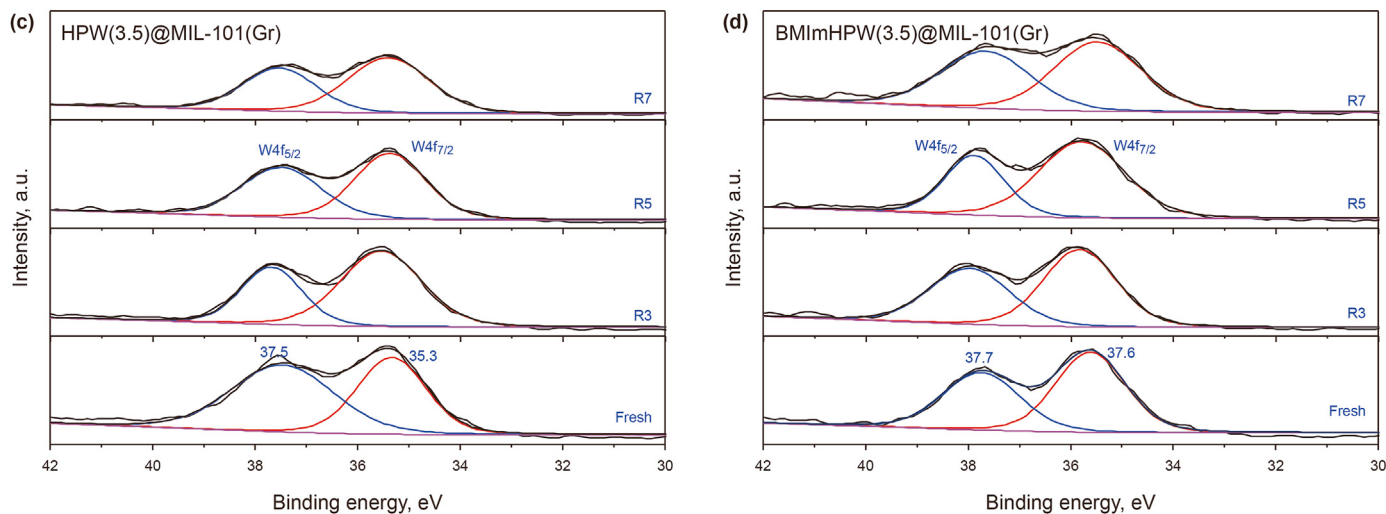 (c)
HPW(3.5)@MIL-101(Gr)
R7
W4f5/2
W4f7/2
R5
R3
37.5
35.3
Fresh
Intensity, a.u.
42 40 38 36 34 32 30
Binding energy, eV
(d)
BMImHPW(3.5)@MIL-101(Gr)
R7
W4f5/2
W4f7/2
R5
R3
37.7
37.6
Fresh
Intensity, a.u.
42 40 38 36 34 32 30
Binding energy, eV